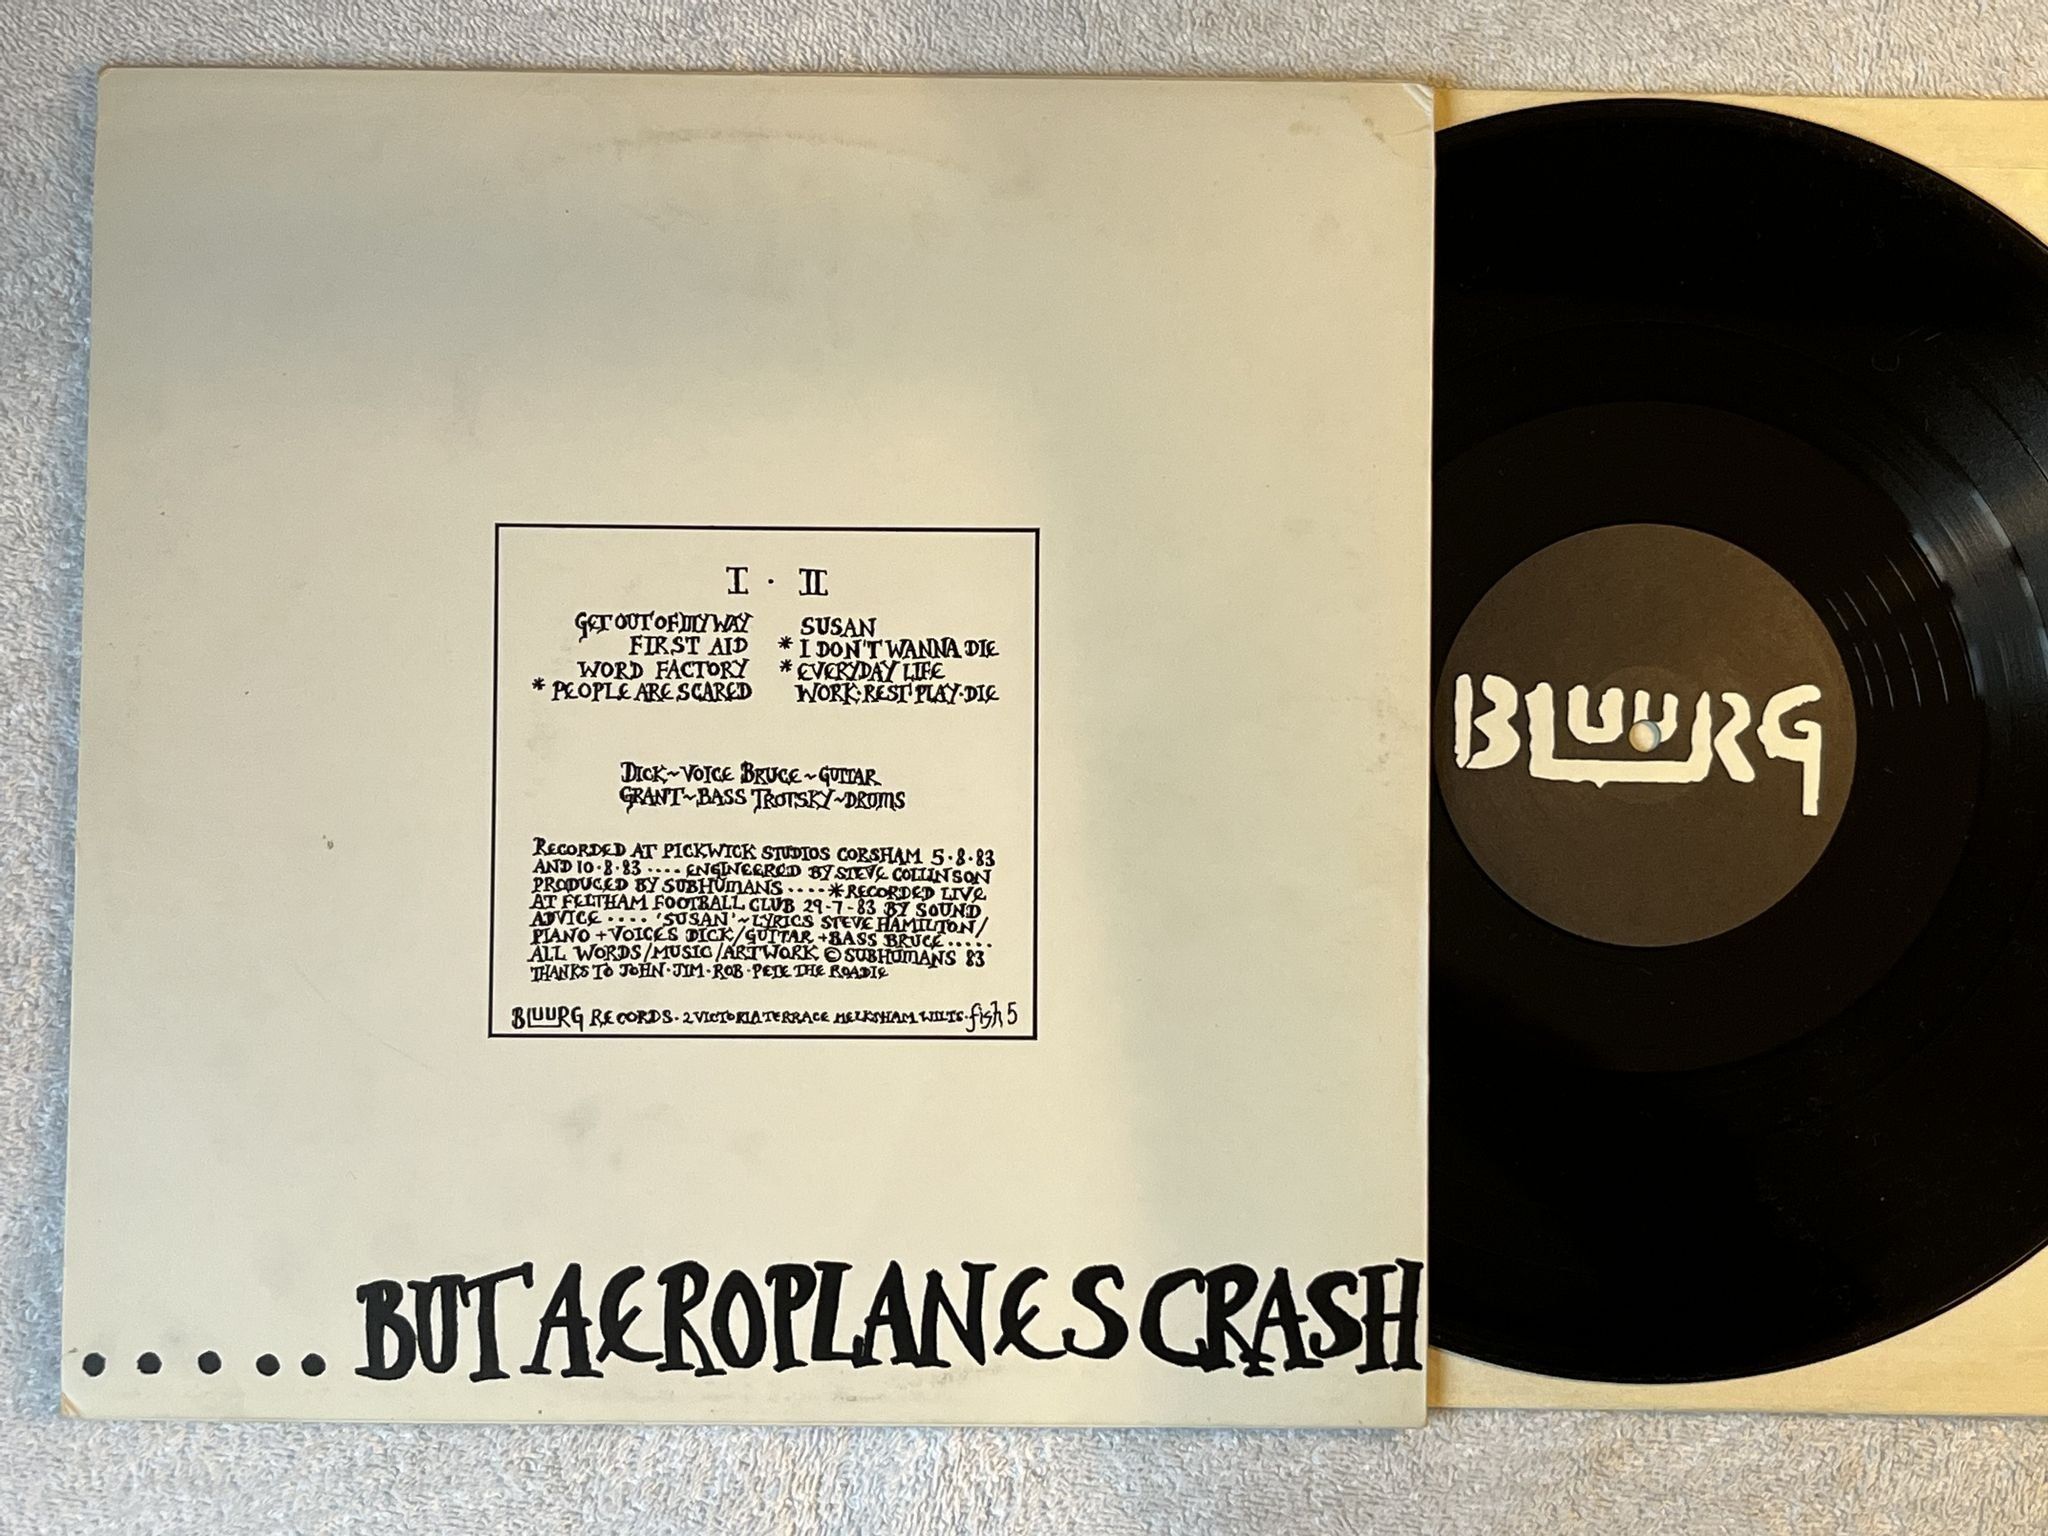 I · II
GET OUT OF MY WAY
FIRST AID
WORD FACTORY
* PEOPLE ARE SCARED
SUSAN
* I DON'T WANNA DIE
* EVERYDAY LIFE
WORK·REST PLAY·DIE
DICK~VOICE BRUCE~GUITAR
GRANT~BASS TROTSKY~DRUMS
RECORDED AT PICKWICK STUDIOS CORSHAM 5·8·83
AND 10·8·83 .... ENGINEERED BY STEVE COLLINSON
PRODUCED BY SUBHUMANS ....*RECORDED LIVE
AT FELTHAM FOOTBALL CLUB 29-7-83 BY SOUND
ADVICE .... 'SUSAN'~LYRICS STEVE HAMILTON/
PIANO + VOICES DICK/GUITAR + BASS BRUCE .....
ALL WORDS/MUSIC/ARTWORK © SUBHUMANS 83
THANKS TO JOHN·JIM·ROB·PETE THE ROADIE
BLUURG RECORDS·2 VICTORIA TERRACE MELKSHAM WILTS·fish 5
.....BUT AEROPLANES CRASH
BLUURG